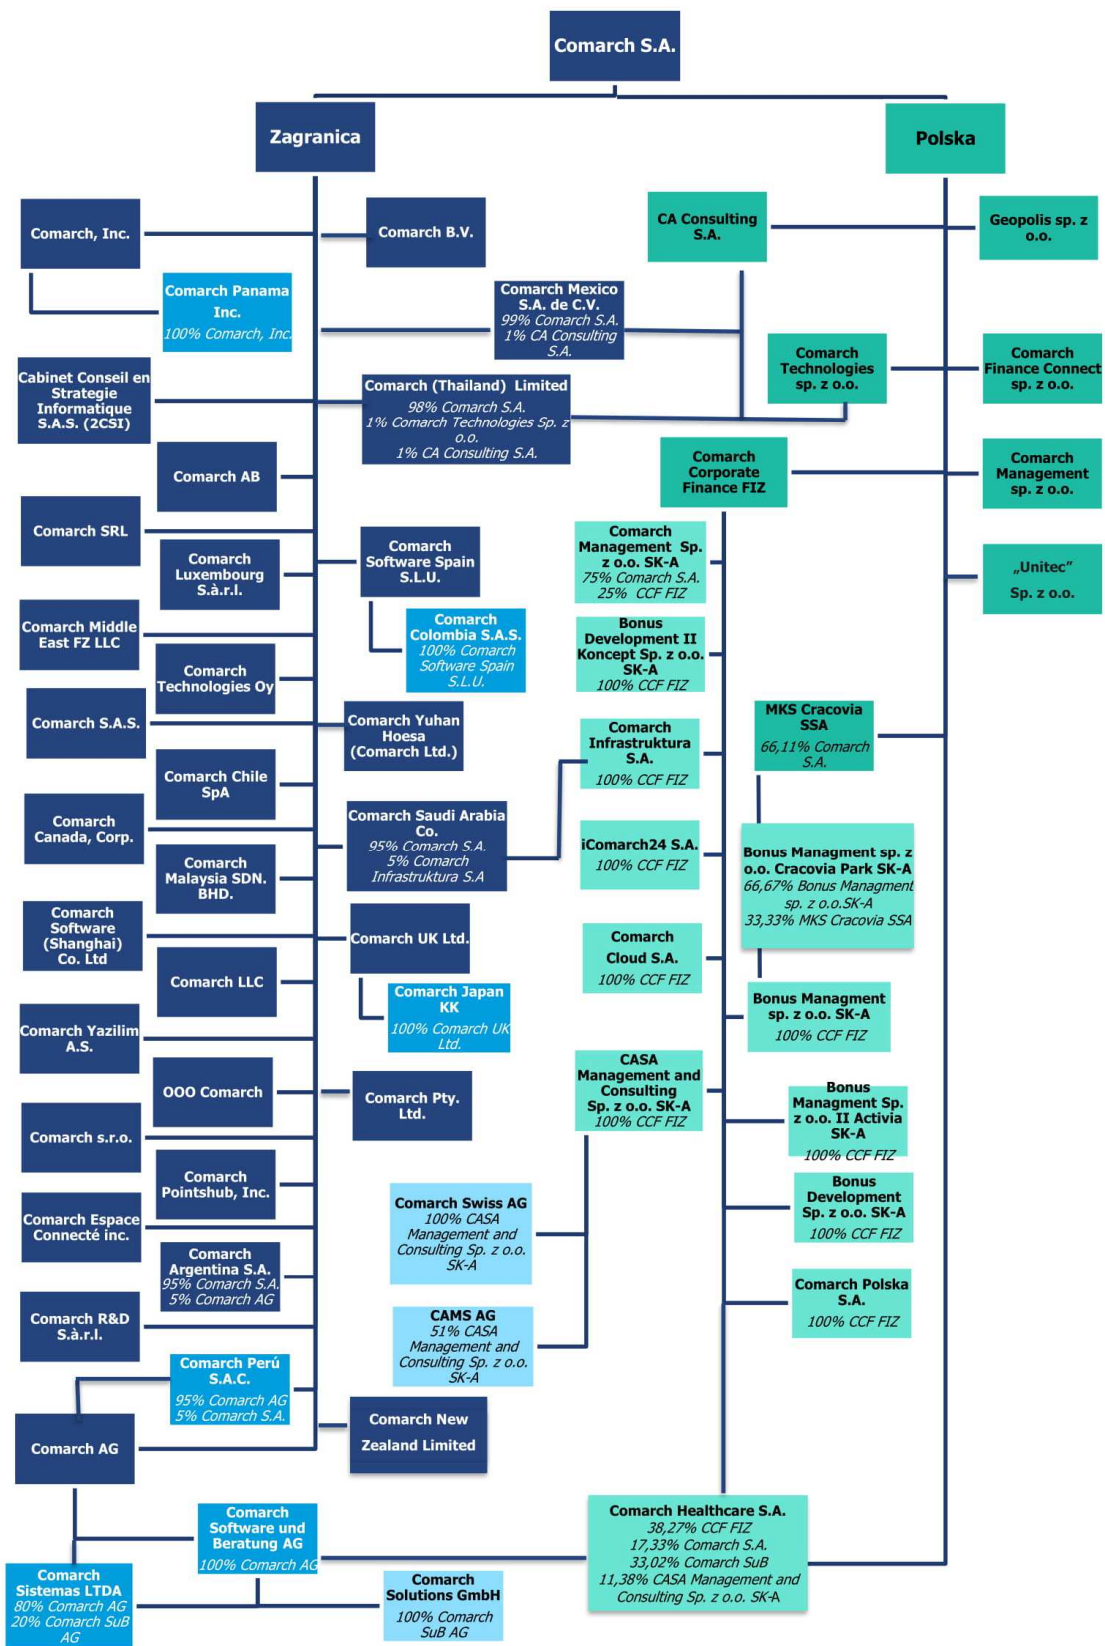 Comarch S.A.
Zagranica
Polska
Comarch, Inc.
Comarch B.V.
CA Consulting
S.A.
Geopolis sp. z
o.o.
Comarch Panama
Inc.
100% Comarch, Inc.
Comarch Mexico
S.A. de C.V.
99% Comarch S.A.
1% CA Consulting
S.A.
Comarch
Technologies
sp. z o.o.
Comarch
Finance Connect
sp. z o.o.
Cabinet Conseil en
Strategie
Informatique
S.A.S. (2CSI)
Comarch (Thailand) Limited
98% Comarch S.A.
1% Comarch Technologies Sp. z
o.o.
1% CA Consulting S.A.
Comarch AB
Comarch
Corporate
Finance FIZ
Comarch
Management
sp. z o.o.
Comarch SRL
Comarch
Luxembourg
S.à.r.l.
Comarch
Software Spain
S.L.U.
Comarch
Management Sp.
z o.o. SK-A
75% Comarch S.A.
25% CCF FIZ
„Unitec”
Sp. z o.o.
Comarch Middle
East FZ LLC
Comarch
Colombia S.A.S.
100% Comarch
Software Spain
S.L.U.
Bonus
Development II
Koncept Sp. z o.o.
SK-A
100% CCF FIZ
Comarch
Technologies Oy
Comarch S.A.S.
Comarch Yuhan
Hoesa
(Comarch Ltd.)
Comarch
Infrastruktura
S.A.
100% CCF FIZ
MKS Cracovia
SSA
66,11% Comarch
S.A.
Comarch Chile
SpA
Comarch
Canada, Corp.
Comarch Saudi Arabia
Co.
95% Comarch S.A.
5% Comarch
Infrastruktura S.A
iComarch24 S.A.
100% CCF FIZ
Bonus Managment sp. z
o.o. Cracovia Park SK-A
66,67% Bonus Managment
sp. z o.o.SK-A
33,33% MKS Cracovia SSA
Comarch
Malaysia SDN.
BHD.
Comarch
Software
(Shanghai)
Co. Ltd
Comarch UK Ltd.
Comarch
Cloud S.A.
100% CCF FIZ
Comarch LLC
Comarch Japan
KK
100% Comarch UK
Ltd.
Bonus Managment
sp. z o.o. SK-A
100% CCF FIZ
Comarch Yazilim
A.S.
OOO Comarch
Comarch Pty.
Ltd.
CASA
Management and
Consulting
Sp. z o.o. SK-A
100% CCF FIZ
Bonus
Managment Sp.
z o.o. II Activia
SK-A
100% CCF FIZ
Comarch s.r.o.
Comarch
Pointshub, Inc.
Comarch Swiss AG
100% CASA
Management and
Consulting Sp. z o.o.
SK-A
Bonus
Development
Sp. z o.o. SK-A
100% CCF FIZ
Comarch Espace
Connecté inc.
Comarch
Argentina S.A.
95% Comarch S.A.
5% Comarch AG
Comarch Polska
S.A.
100% CCF FIZ
Comarch R&D
S.à.r.l.
CAMS AG
51% CASA
Management and
Consulting Sp. z o.o.
SK-A
Comarch Perú
S.A.C.
95% Comarch AG
5% Comarch S.A.
Comarch AG
Comarch New
Zealand Limited
Comarch
Software und
Beratung AG
100% Comarch AG
Comarch Healthcare S.A.
38,27% CCF FIZ
17,33% Comarch S.A.
33,02% Comarch SuB
11,38% CASA Management and
Consulting Sp. z o.o. SK-A
Comarch
Sistemas LTDA
80% Comarch AG
20% Comarch SuB
AG
Comarch
Solutions GmbH
100% Comarch
SuB AG